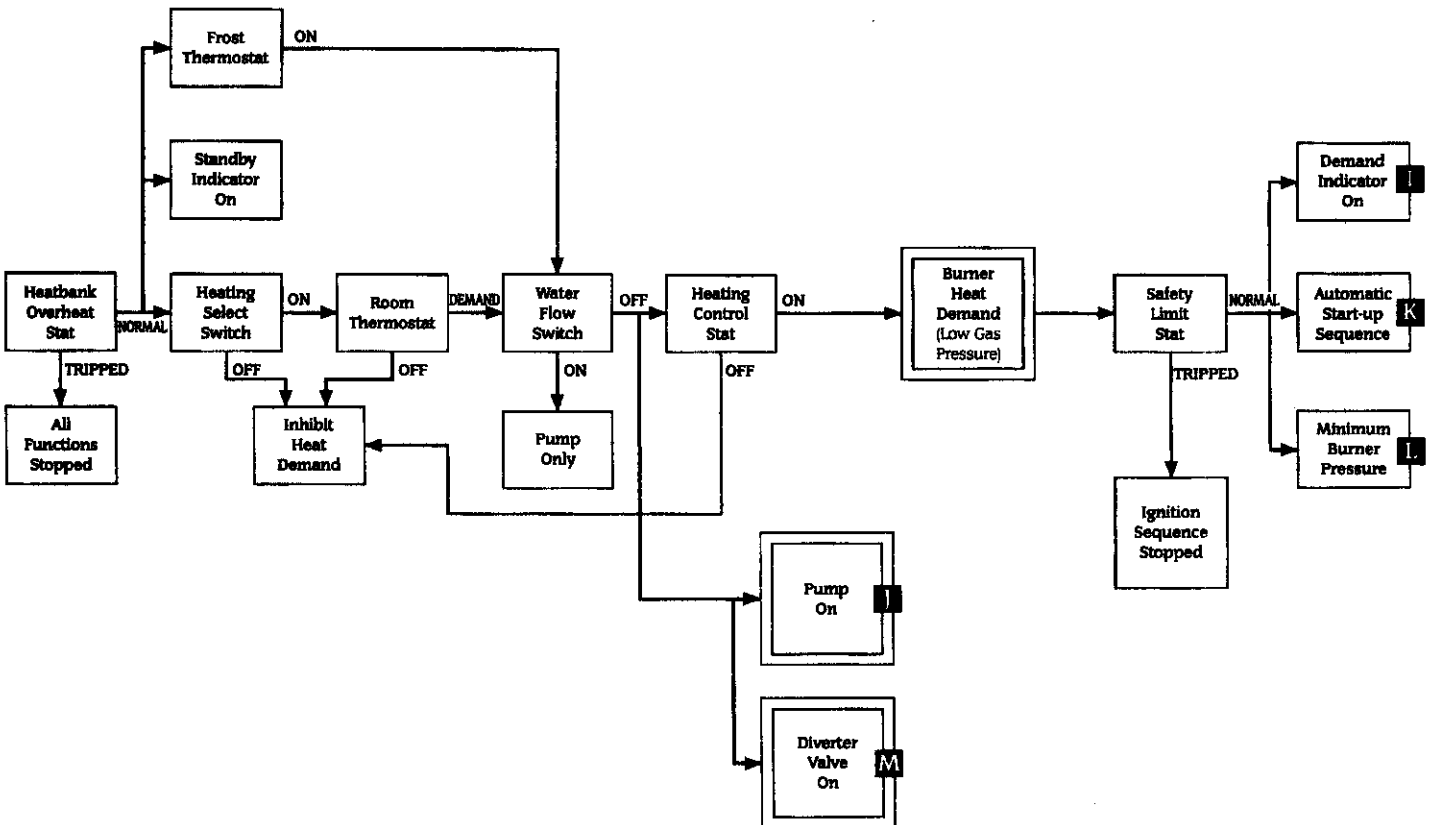 Frost
Thermostat
ON
Standby
Indicator
On
Demand
Indicator
On
I
Heatbank
Overheat
Stat
NORMAL
Heating
Select
Switch
ON
Room
Thermostat
DEMAND
Water
Flow
Switch
OFF
Heating
Control
Stat
ON
Burner
Heat
Demand
(Low Gas
Pressure)
Safety
Limit
Stat
NORMAL
Automatic
Start-up
Sequence
K
TRIPPED
OFF
OFF
ON
OFF
TRIPPED
All
Functions
Stopped
Inhibit
Heat
Demand
Pump
Only
Minimum
Burner
Pressure
L
Ignition
Sequence
Stopped
Pump
On
J
Diverter
Valve
On
M